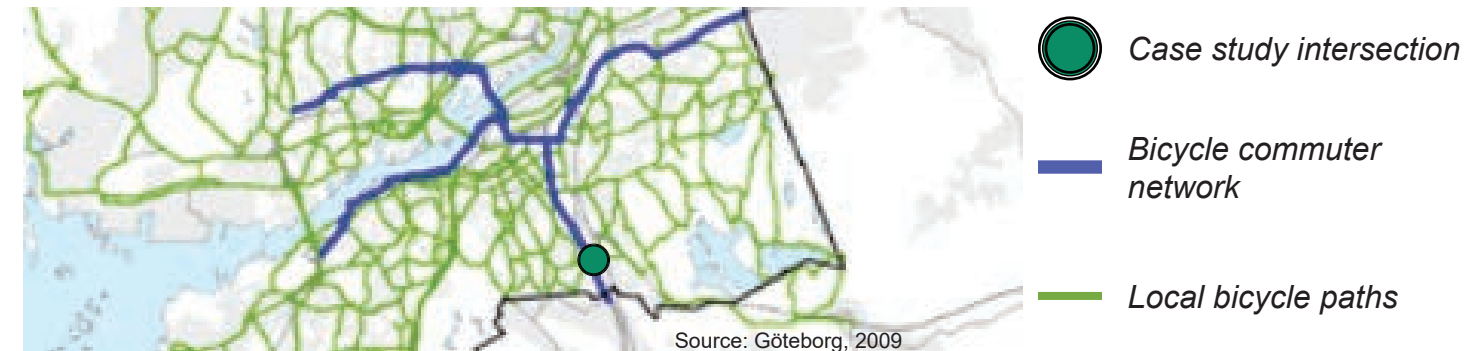 Case study intersection
Bicycle commuter
network
Local bicycle paths
Source: Göteborg, 2009